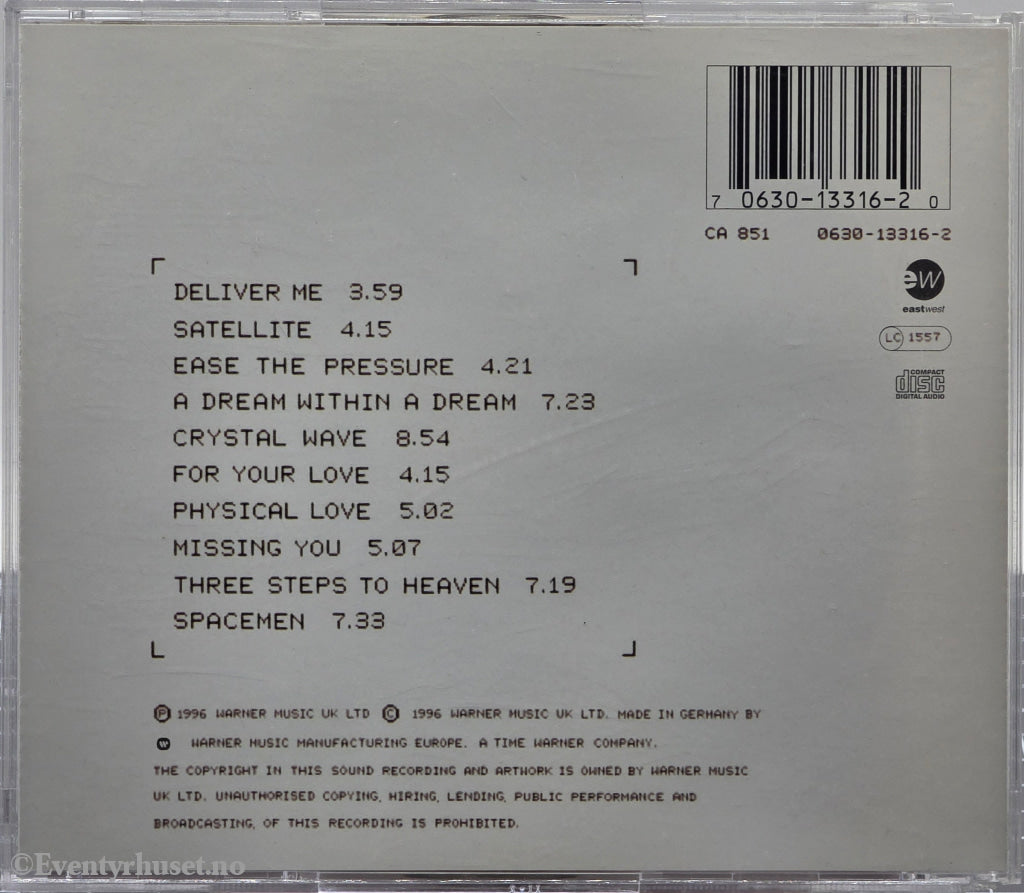 7 0630-13316-2 0
CA 851 0630-13316-2
ew
eastwest
LC 1557
COMPACT
disc
DIGITAL AUDIO
DELIVER ME 3.59
SATELLITE 4.15
EASE THE PRESSURE 4.21
A DREAM WITHIN A DREAM 7.23
CRYSTAL WAVE 8.54
FOR YOUR LOVE 4.15
PHYSICAL LOVE 5.02
MISSING YOU 5.07
THREE STEPS TO HEAVEN 7.19
SPACEMEN 7.33
Ⓟ 1996 WARNER MUSIC UK LTD © 1996 WARNER MUSIC UK LTD. MADE IN GERMANY BY
WARNER MUSIC MANUFACTURING EUROPE. A TIME WARNER COMPANY.
THE COPYRIGHT IN THIS SOUND RECORDING AND ARTWORK IS OWNED BY WARNER MUSIC
UK LTD. UNAUTHORISED COPYING, HIRING, LENDING, PUBLIC PERFORMANCE AND
BROADCASTING, OF THIS RECORDING IS PROHIBITED.
©Eventyrhuset.no